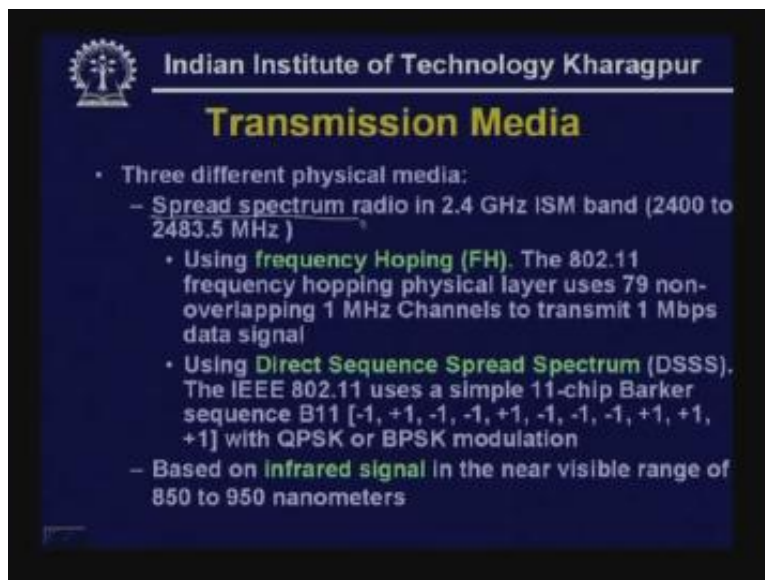 Indian Institute of Technology Kharagpur
Transmission Media
• Three different physical media:
– Spread spectrum radio in 2.4 GHz ISM band (2400 to
2483.5 MHz )
• Using frequency Hoping (FH). The 802.11
frequency hopping physical layer uses 79 non-
overlapping 1 MHz Channels to transmit 1 Mbps
data signal
• Using Direct Sequence Spread Spectrum (DSSS).
The IEEE 802.11 uses a simple 11-chip Barker
sequence B11 [-1, +1, -1, -1, +1, -1, -1, -1, +1, +1,
+1] with QPSK or BPSK modulation
– Based on infrared signal in the near visible range of
850 to 950 nanometers